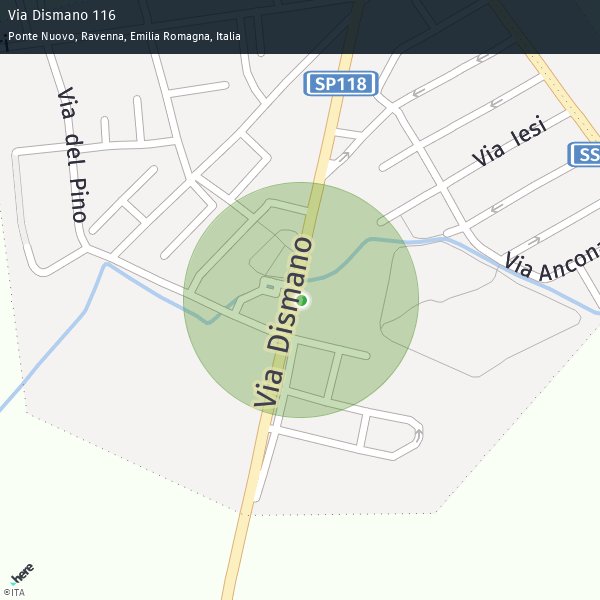 Via Dismano 116
Ponte Nuovo, Ravenna, Emilia Romagna, Italia
SP118
Via del Pino
Via Iesi
SS
Via Ancona
Via Dismano
here
©ITA